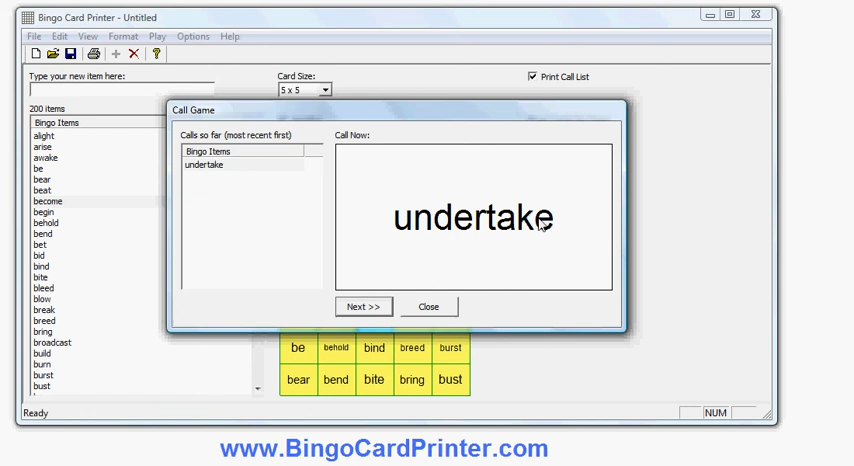 Bingo Card Printer - Untitled
File Edit View Format Play Options Help
Type your new item here:
Card Size:
5 x 5
Print Call List
200 items
Bingo Items
alight
arise
awake
be
bear
beat
become
begin
behold
bend
bet
bid
bind
bite
bleed
blow
break
breed
bring
broadcast
build
burn
burst
bust
Call Game
Calls so far (most recent first)
Bingo Items
undertake
Call Now:
undertake
Next >> Close
be behold bind breed burst
bear bend bite bring bust
Ready NUM
www.BingoCardPrinter.com